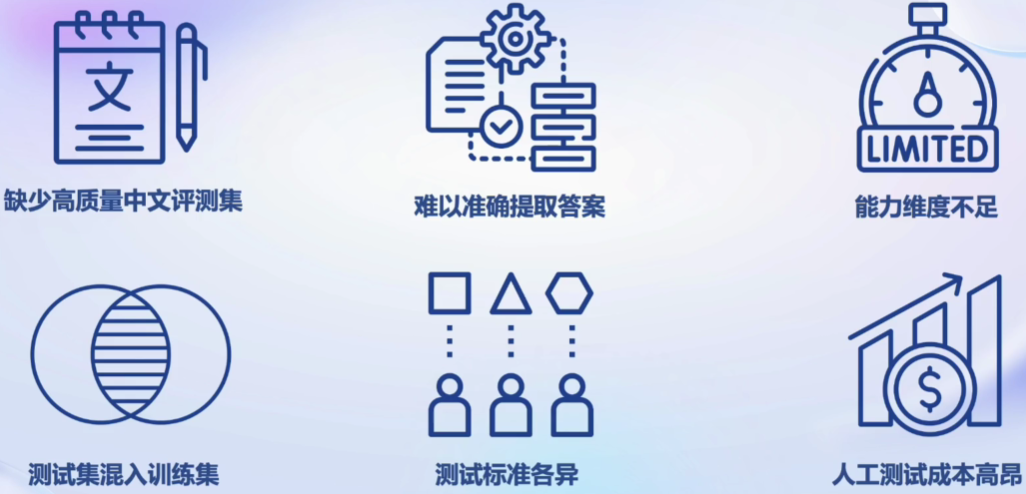 文
LIMITED
缺少高质量中文评测集
难以准确提取答案
能力维度不足
$
测试集混入训练集
测试标准各异
人工测试成本高昂